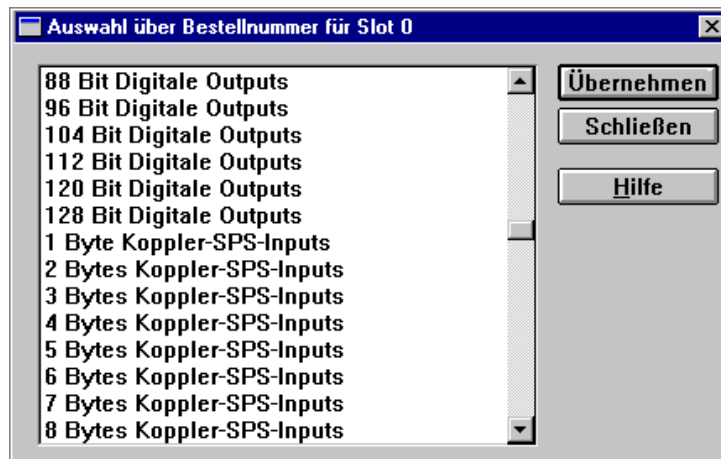 Auswahl über Bestellnummer für Slot 0
88 Bit Digitale Outputs
96 Bit Digitale Outputs
104 Bit Digitale Outputs
112 Bit Digitale Outputs
120 Bit Digitale Outputs
128 Bit Digitale Outputs
1 Byte Koppler-SPS-Inputs
2 Bytes Koppler-SPS-Inputs
3 Bytes Koppler-SPS-Inputs
4 Bytes Koppler-SPS-Inputs
5 Bytes Koppler-SPS-Inputs
6 Bytes Koppler-SPS-Inputs
7 Bytes Koppler-SPS-Inputs
8 Bytes Koppler-SPS-Inputs
Übernehmen
Schließen
Hilfe